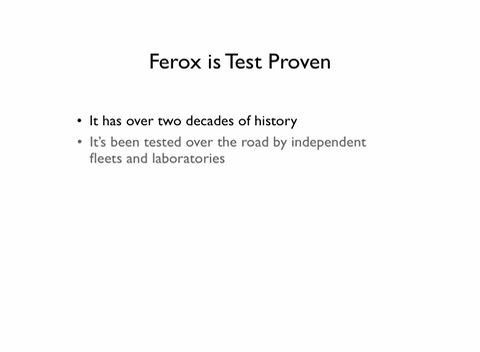 Ferox is Test Proven
• It has over two decades of history
• It's been tested over the road by independent
fleets and laboratories